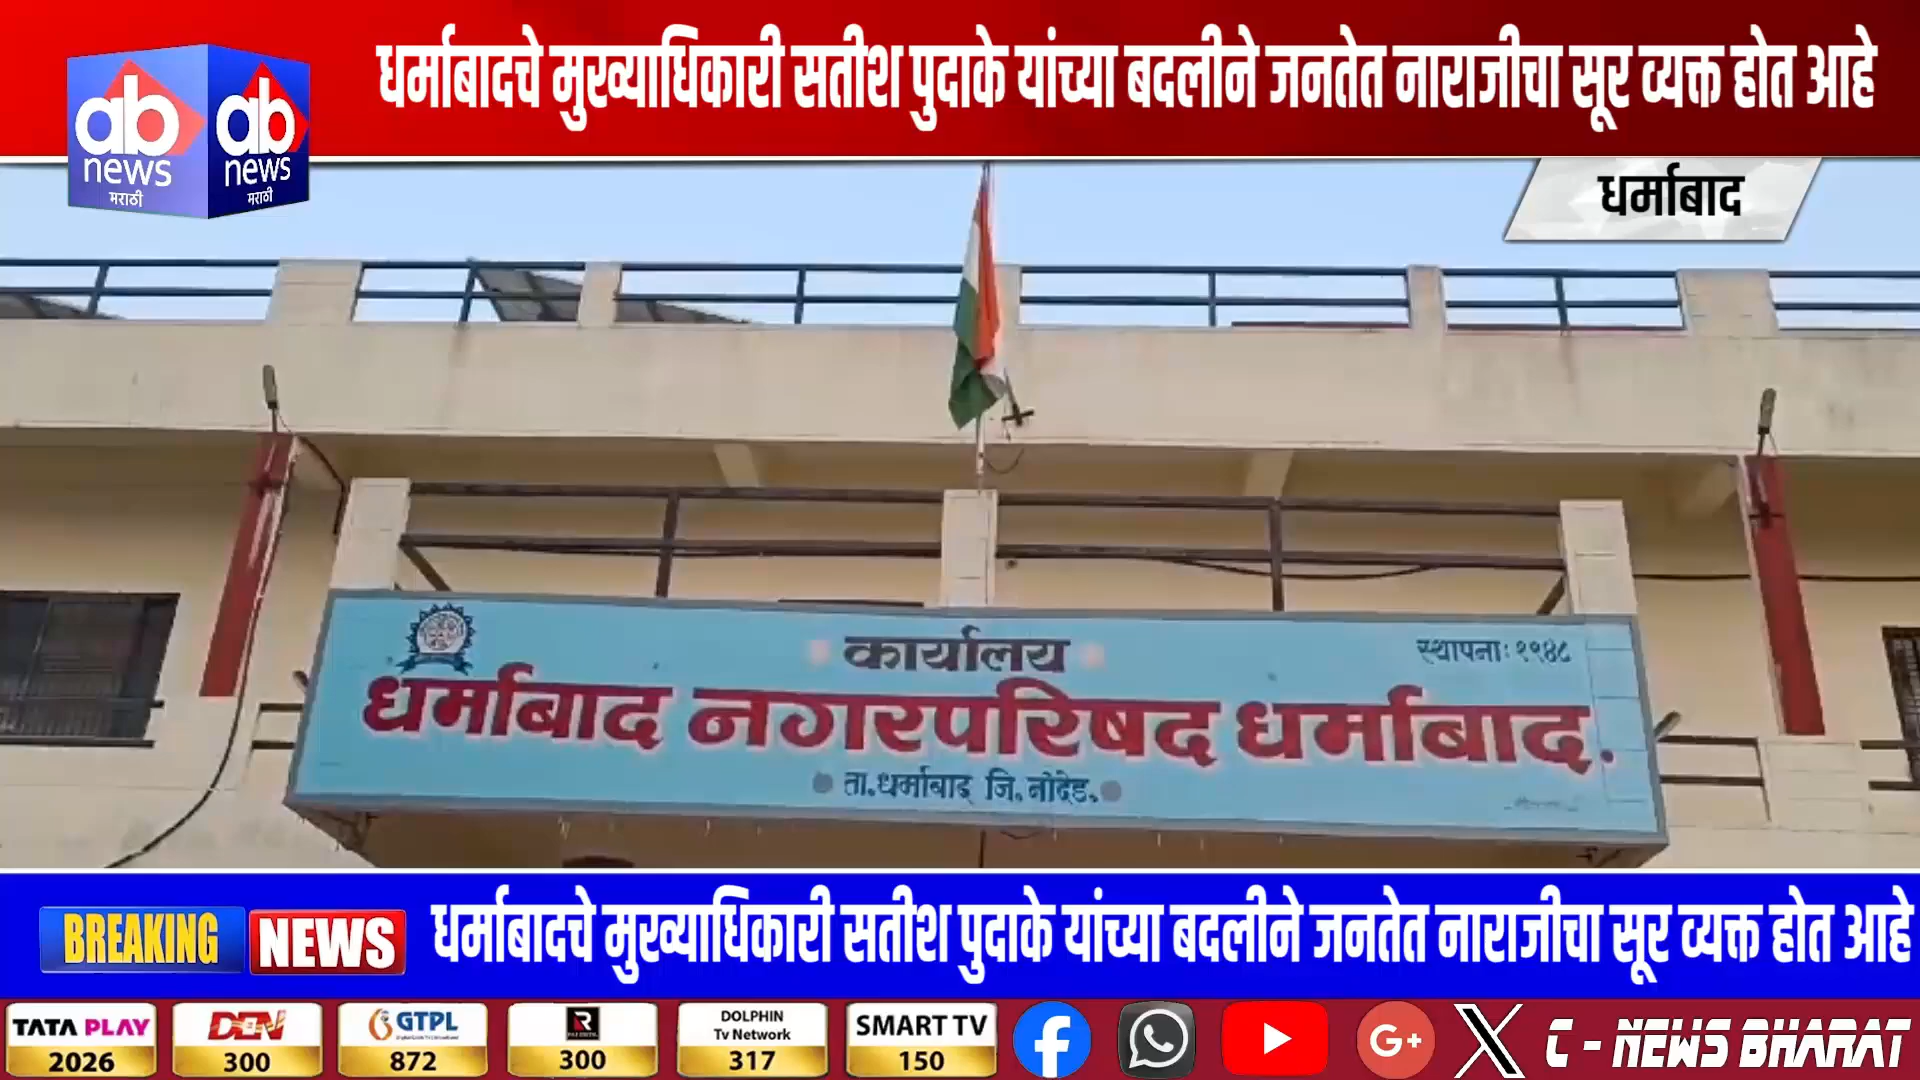 धर्माबादचे मुख्याधिकारी सतीश पुदाके यांच्या बदलीने जनतेत नाराजीचा सूर व्यक्त होत आहे
ab ab
news news
मराठी मराठी
धर्माबाद
कार्यालय
स्थापना: १९४८
धर्माबाद नगरपरिषद धर्माबाद.
ता.धर्माबाद जि.नांदेड.
BREAKING NEWS
धर्माबादचे मुख्याधिकारी सतीश पुदाके यांच्या बदलीने जनतेत नाराजीचा सूर व्यक्त होत आहे
TATA PLAY
2026
DEN
300
GTPL
872
R
300
DOLPHIN
Tv Network
317
SMART TV
150
G+
C - NEWS BHARAT